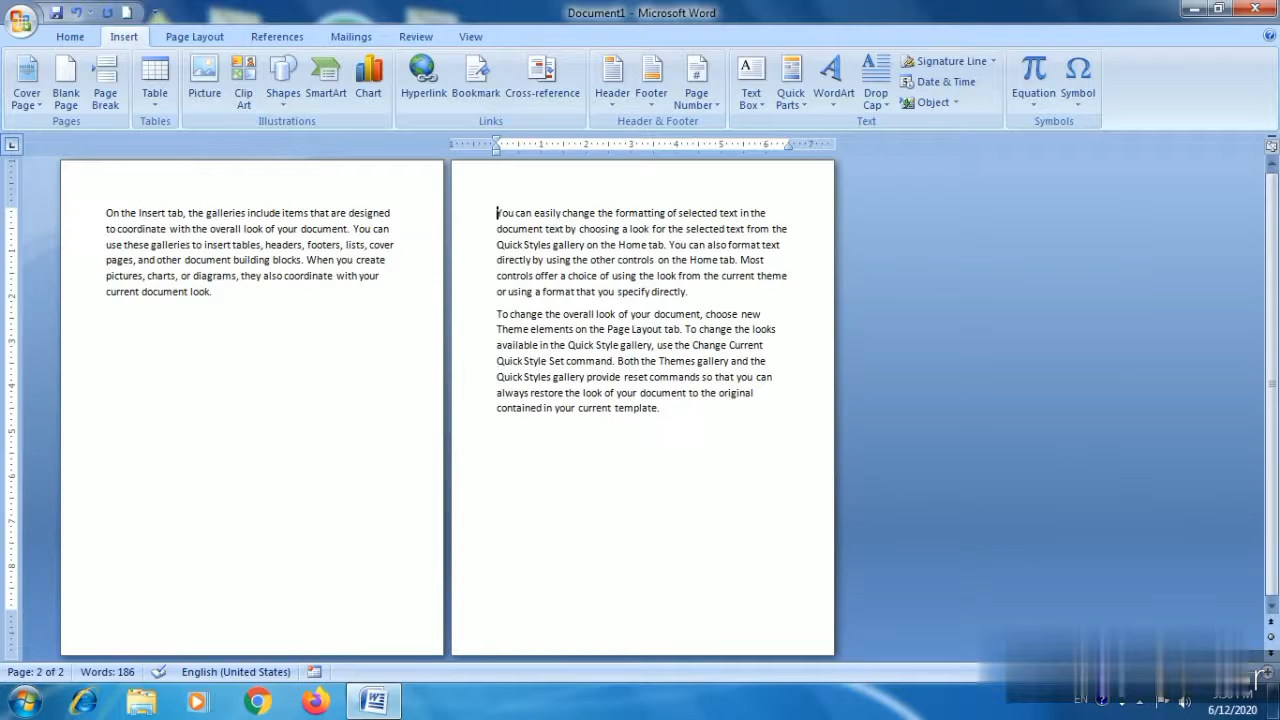 Document1 - Microsoft Word
Home Insert Page Layout References Mailings Review View
Cover Page Blank Page Page Break
Pages
Table
Tables
Picture Clip Art Shapes SmartArt Chart
Illustrations
Hyperlink Bookmark Cross-reference
Links
Header Footer Page Number
Header & Footer
Text Box Quick Parts WordArt Drop Cap
Signature Line
Date & Time
Object
Text
Equation Symbol
Symbols
1 1 2 3 4 5 6 7
On the Insert tab, the galleries include items that are designed
to coordinate with the overall look of your document. You can
use these galleries to insert tables, headers, footers, lists, cover
pages, and other document building blocks. When you create
pictures, charts, or diagrams, they also coordinate with your
current document look.
You can easily change the formatting of selected text in the
document text by choosing a look for the selected text from the
Quick Styles gallery on the Home tab. You can also format text
directly by using the other controls on the Home tab. Most
controls offer a choice of using the look from the current theme
or using a format that you specify directly.
To change the overall look of your document, choose new
Theme elements on the Page Layout tab. To change the looks
available in the Quick Style gallery, use the Change Current
Quick Style Set command. Both the Themes gallery and the
Quick Styles gallery provide reset commands so that you can
always restore the look of your document to the original
contained in your current template.
Page: 2 of 2 Words: 186 English (United States)
EN
6/12/2020